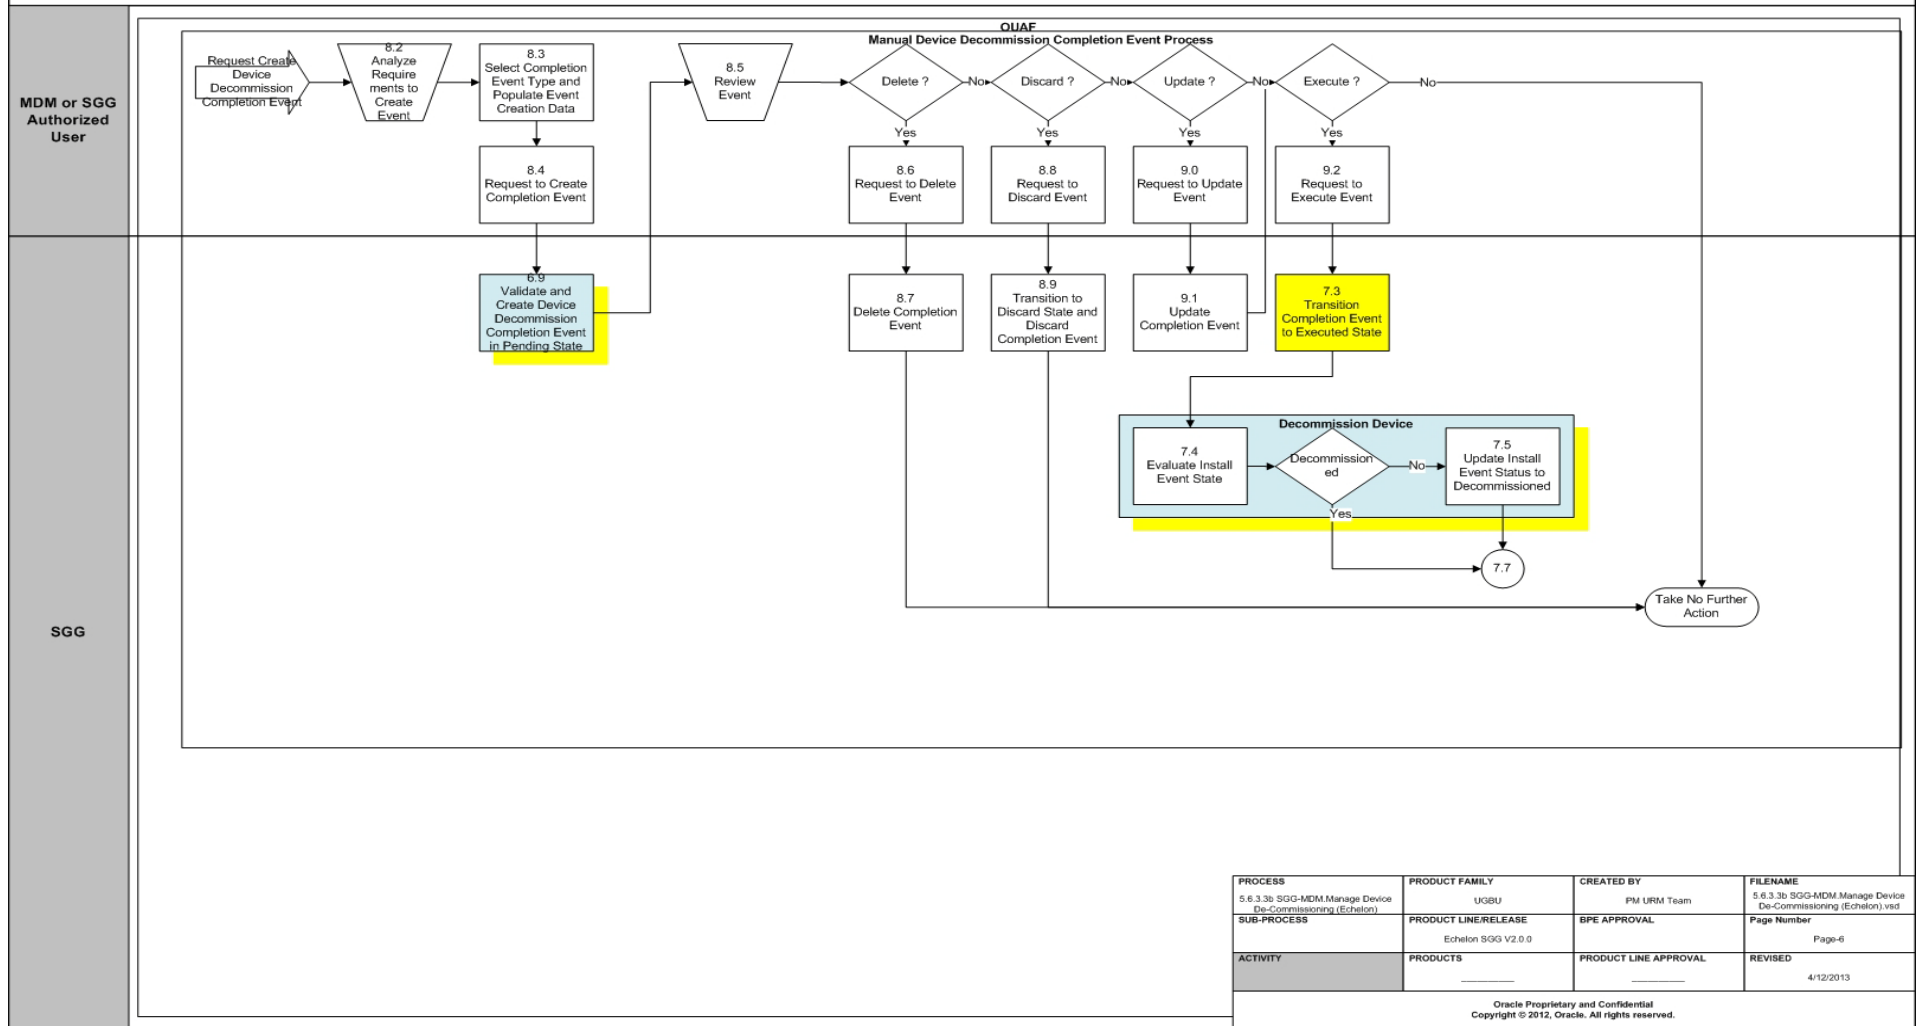 OUAF
Manual Device Decommission Completion Event Process
MDM or SGG
Authorized
User
Request Create
Device
Decommission
Completion Event
8.2
Analyze
Require
ments to
Create
Event
8.3
Select Completion
Event Type and
Populate Event
Creation Data
8.5
Review
Event
Delete ?
No
Discard ?
No
Update ?
No
Execute ?
No
Yes
Yes
Yes
Yes
8.4
Request to Create
Completion Event
8.6
Request to Delete
Event
8.8
Request to
Discard Event
9.0
Request to Update
Event
9.2
Request to
Execute Event
SGG
6.9
Validate and
Create Device
Decommission
Completion Event
in Pending State
8.7
Delete Completion
Event
8.9
Transition to
Discard State and
Discard
Completion Event
9.1
Update
Completion Event
7.3
Transition
Completion Event
to Executed State
Decommission Device
7.4
Evaluate Install
Event State
Decommission
ed
No
7.5
Update Install
Event Status to
Decommissioned
Yes
7.7
Take No Further
Action
PROCESS
5.6.3.3b SGG-MDM.Manage Device
De-Commissioning (Echelon)
PRODUCT FAMILY
UGBU
CREATED BY
PM URM Team
FILENAME
5.6.3.3b SGG-MDM.Manage Device
De-Commissioning (Echelon).vsd
SUB-PROCESS
PRODUCT LINE/RELEASE
Echelon SGG V2.0.0
BPE APPROVAL
Page Number
Page-6
ACTIVITY
PRODUCTS
PRODUCT LINE APPROVAL
REVISED
4/12/2013
Oracle Proprietary and Confidential
Copyright © 2012, Oracle. All rights reserved.